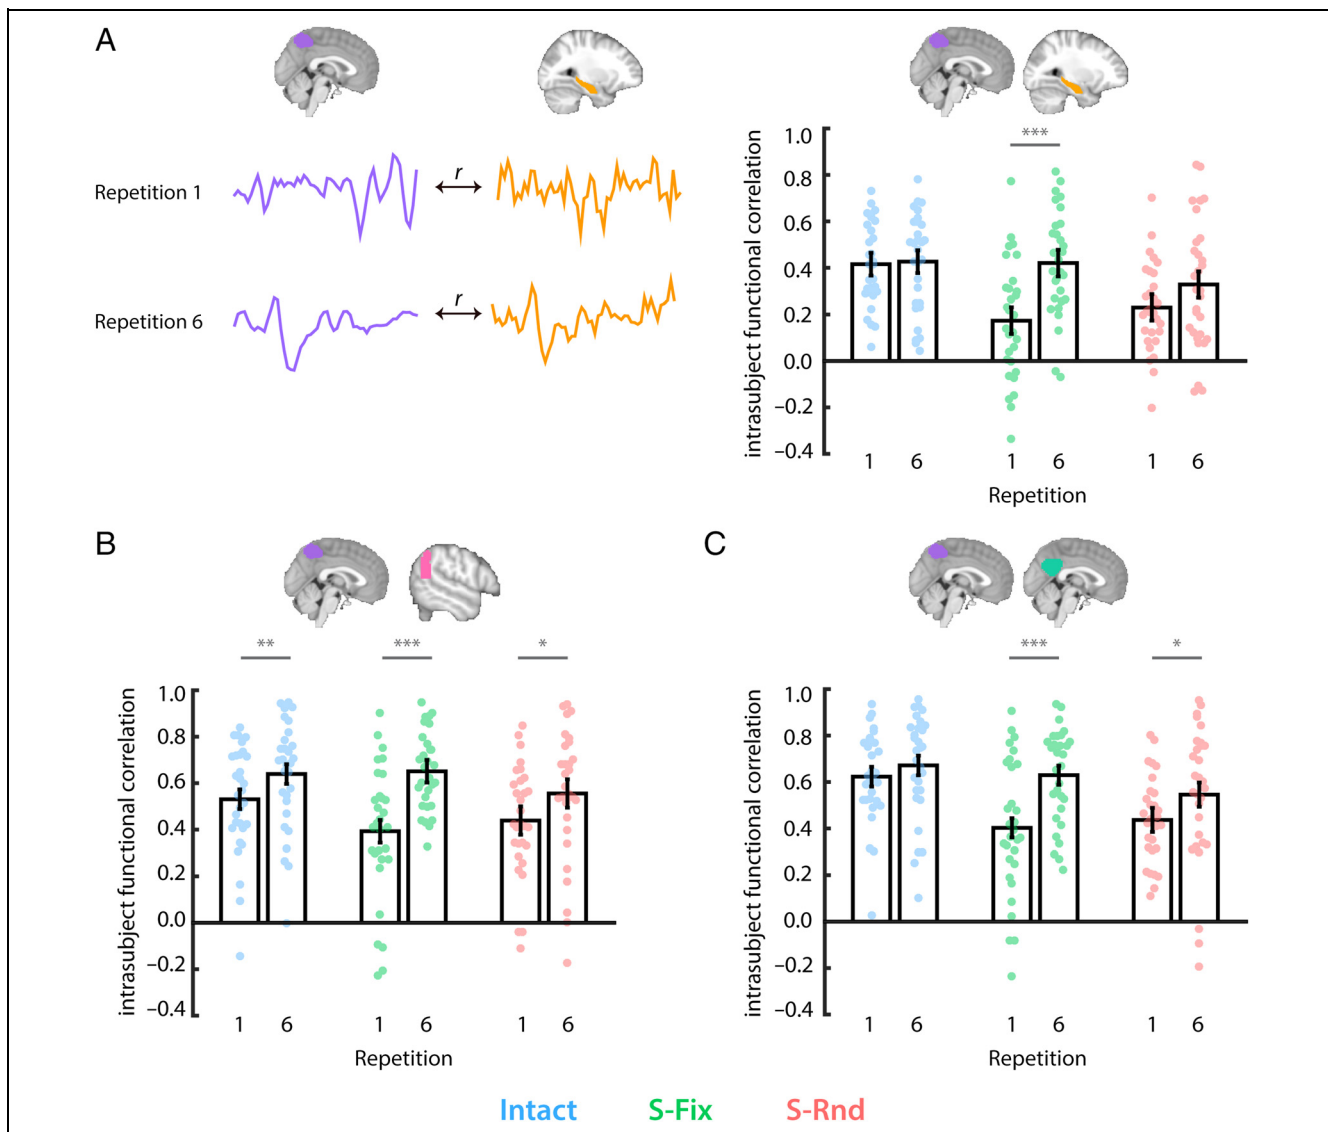 A
Repetition 1
r
Repetition 6
r
***
1.0
0.8
0.6
0.4
0.2
0.0
–0.2
–0.4
intrasubject functional correlation
1 6 1 6 1 6
Repetition
B
** *** *
1.0
0.8
0.6
0.4
0.2
0.0
–0.2
–0.4
intrasubject functional correlation
1 6 1 6 1 6
Repetition
C
*** *
1.0
0.8
0.6
0.4
0.2
0.0
–0.2
–0.4
intrasubject functional correlation
1 6 1 6 1 6
Repetition
Intact S-Fix S-Rnd